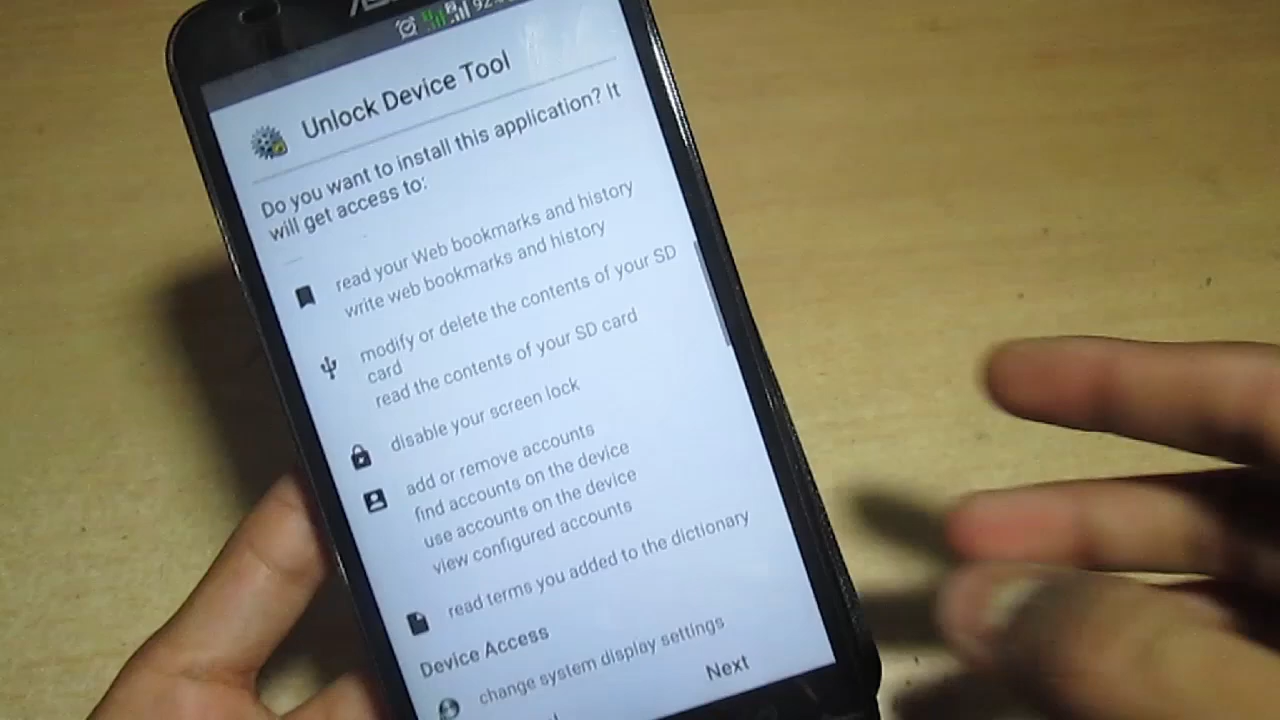 Unlock Device Tool
Do you want to install this application? It
will get access to:
read your Web bookmarks and history
write web bookmarks and history
modify or delete the contents of your SD
card
read the contents of your SD card
disable your screen lock
add or remove accounts
find accounts on the device
use accounts on the device
view configured accounts
read terms you added to the dictionary
Device Access
change system display settings
Next